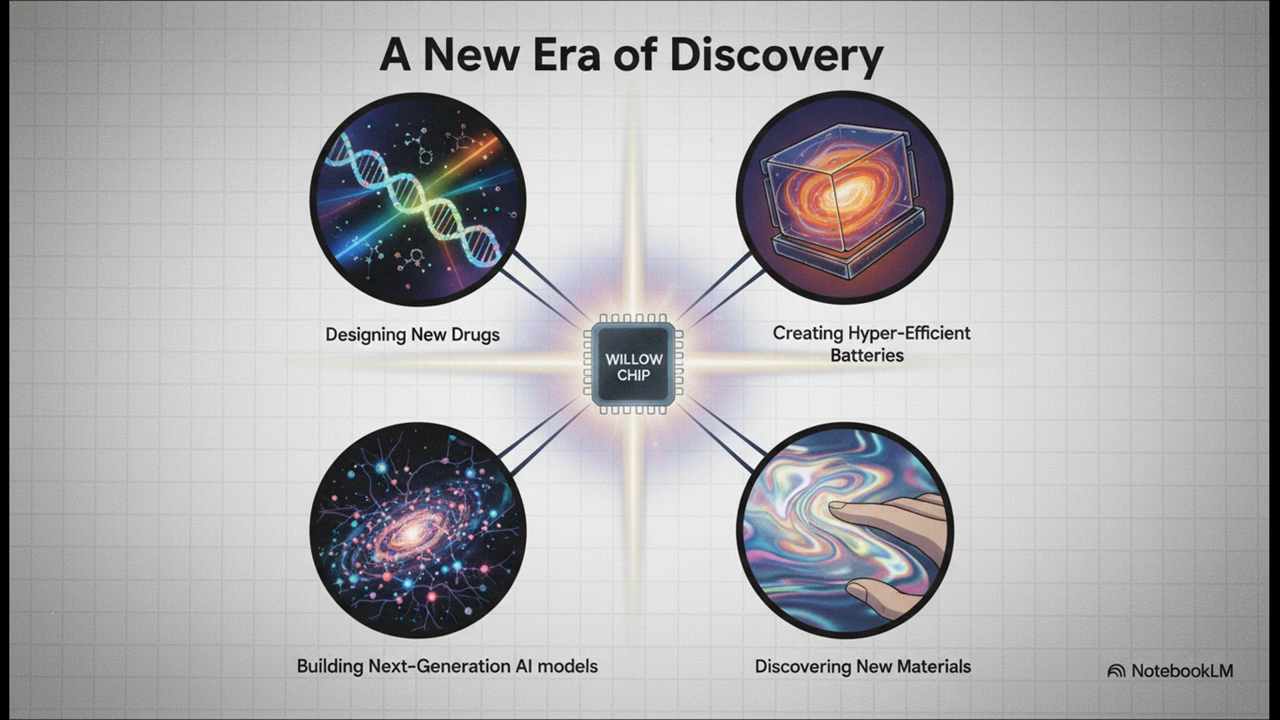 A New Era of Discovery
Designing New Drugs
Creating Hyper-Efficient
Batteries
WILLOW
CHIP
Building Next-Generation AI models
Discovering New Materials
NotebookLM